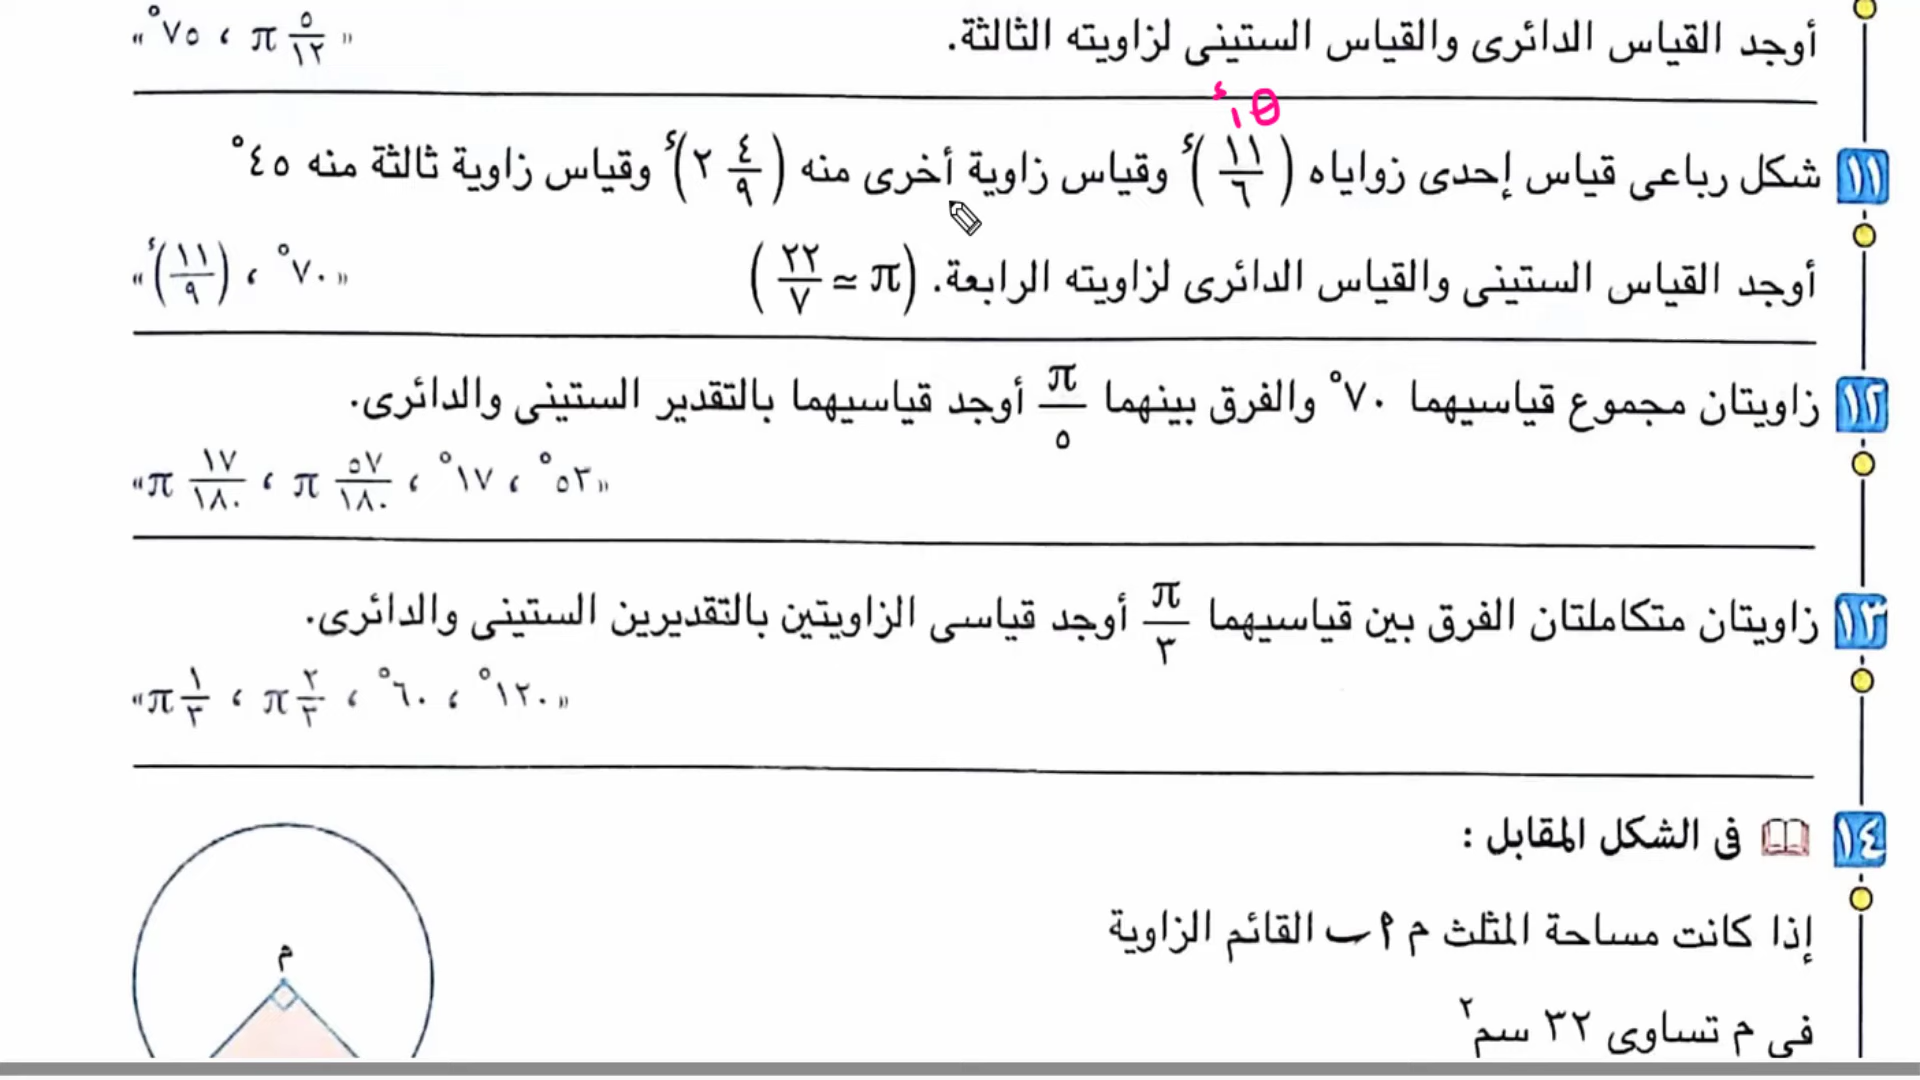 أوجد القياس الدائرى والقياس الستينى لزاويته الثالثة. « ٥/١٢ π ، ٧٥° »
θ١ ء
١١ شكل رباعى قياس إحدى زواياه (١١/٦)ء وقياس زاوية أخرى منه (٢ ٤/٩)ء وقياس زاوية ثالثة منه ٤٥°
أوجد القياس الستينى والقياس الدائرى لزاويته الرابعة. (π ≃ ٢٢/٧) «٧٠° ، (١١/٩)ء»
١٢ زاويتان مجموع قياسيهما ٧٠° والفرق بينهما π/٥ أوجد قياسيهما بالتقدير الستينى والدائرى.
«٥٣° ، ١٧° ، ٥٧/١٨٠ π ، ١٧/١٨٠ π»
١٣ زاويتان متكاملتان الفرق بين قياسيهما π/٣ أوجد قياسى الزاويتين بالتقديرين الستينى والدائرى.
«١٢٠° ، ٦٠° ، ٢/٣ π ، ١/٣ π»
١٤ فى الشكل المقابل :
إذا كانت مساحة المثلث م ٢ ب القائم الزاوية
فى م تساوى ٣٢ سم٢
م